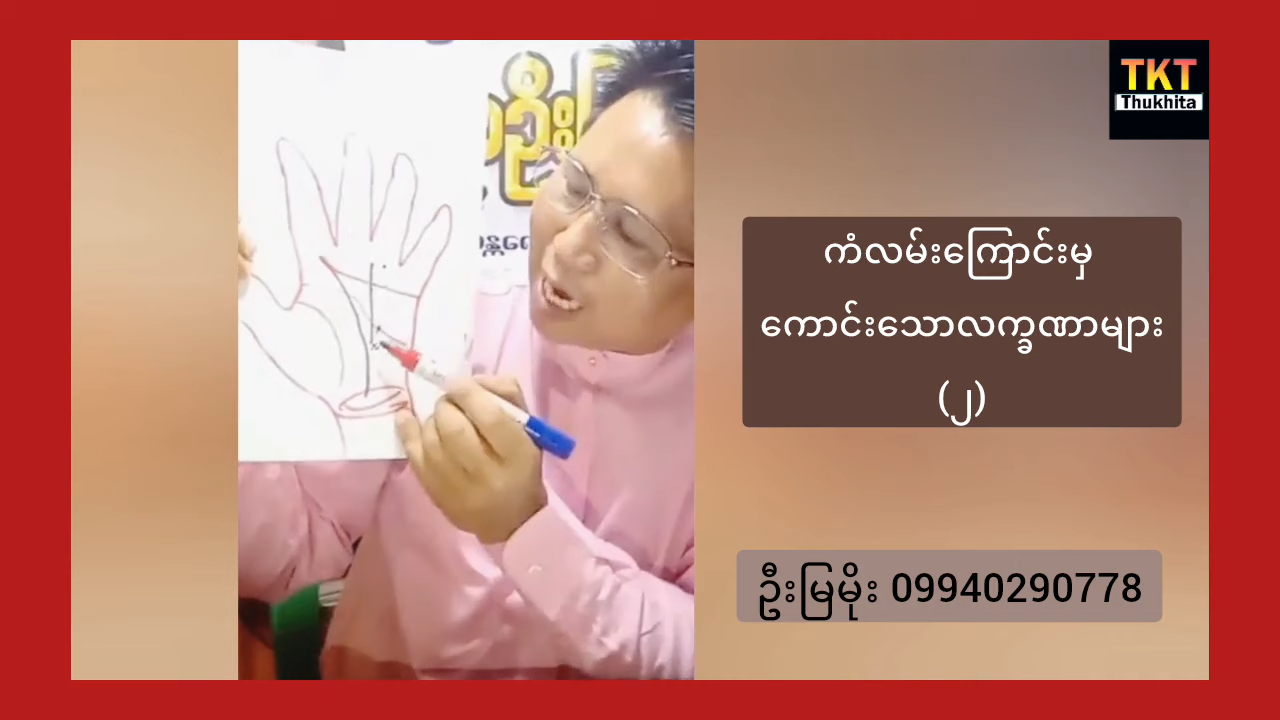 TKT
Thukhita
ကံလမ်းကြောင်းမှ
ကောင်းသောလက္ခဏာများ
(၂)
ဦးမြမိုး 09940290778